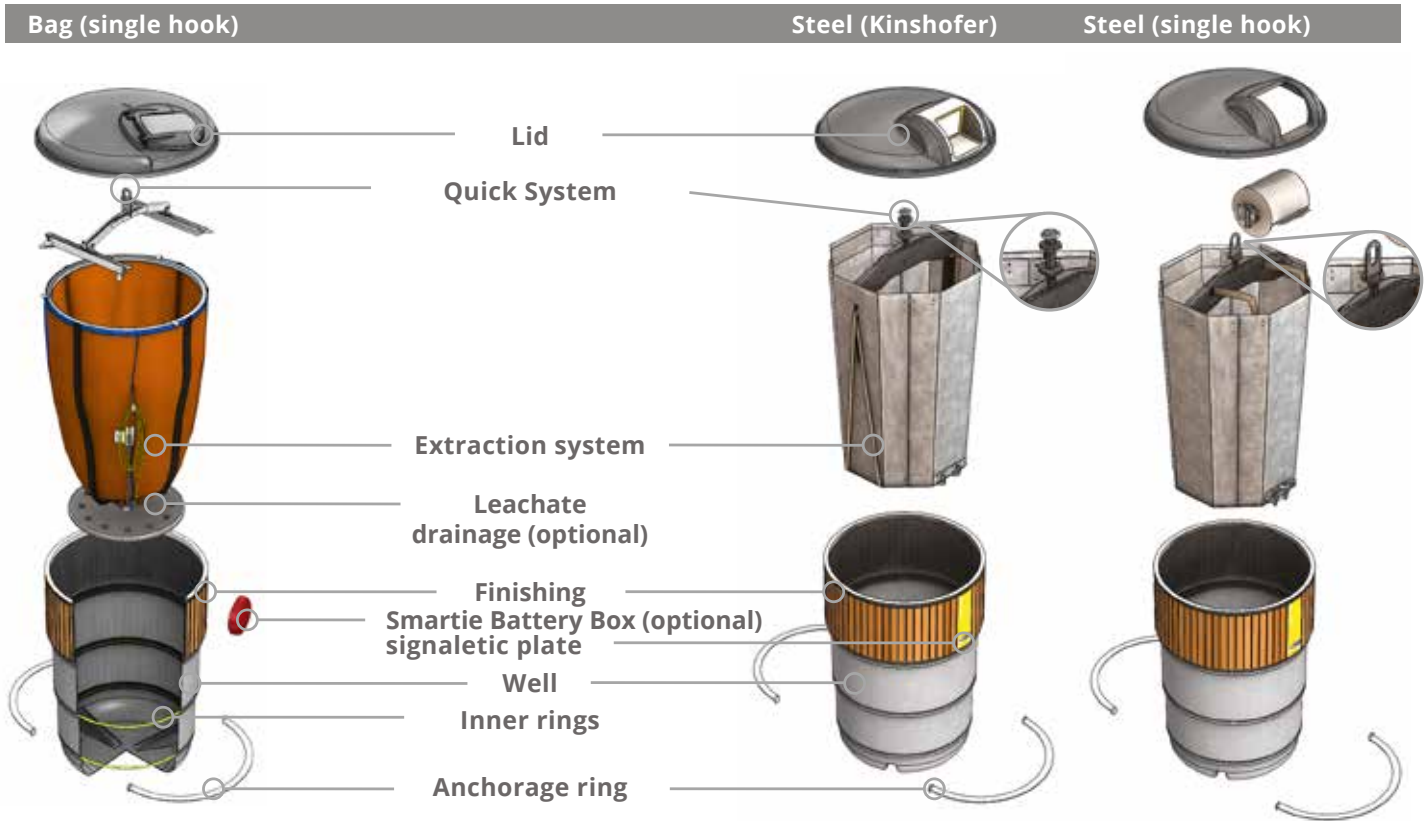 Bag (single hook)
Steel (Kinshofer)
Steel (single hook)
Lid
Quick System
Extraction system
Leachate
drainage (optional)
Finishing
Smartie Battery Box (optional)
signaletic plate
Well
Inner rings
Anchorage ring